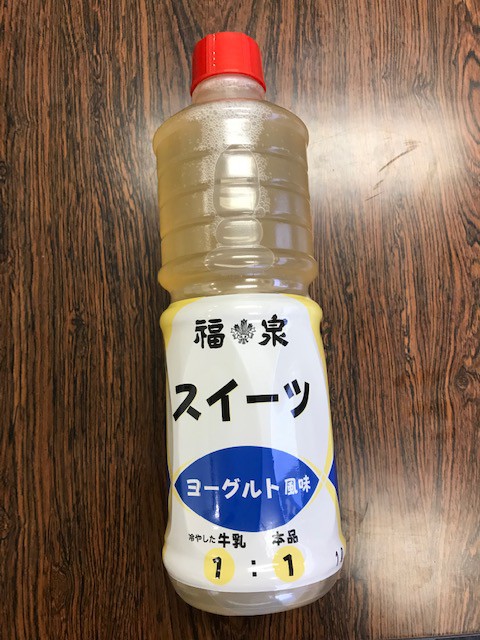 福泉
スイーツ
ヨーグルト風味
冷やした牛乳 本品
1 : 1